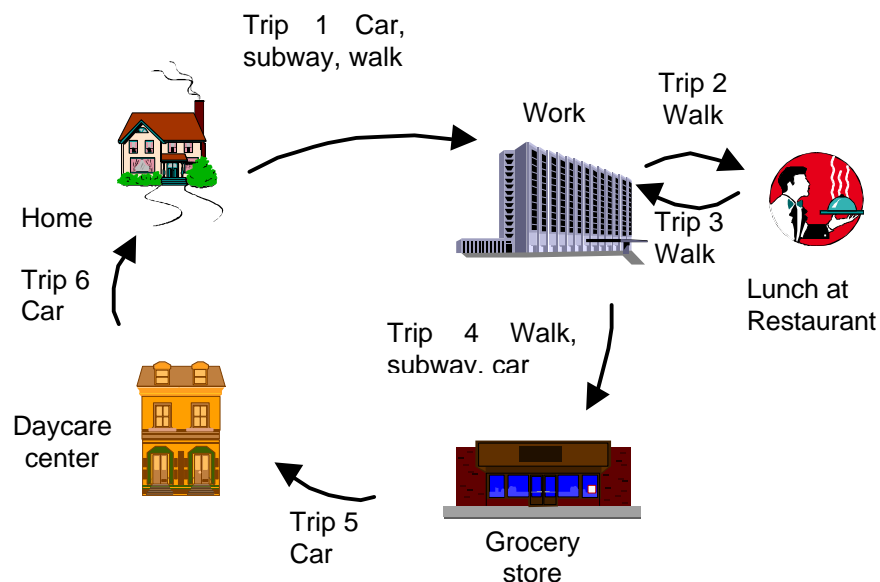 Trip 1 Car,
subway, walk
Work
Trip 2
Walk
Home
Trip 3
Walk
Lunch at
Restaurant
Trip 6
Car
Trip 4 Walk,
subway, car
Daycare
center
Trip 5
Car
Grocery
store